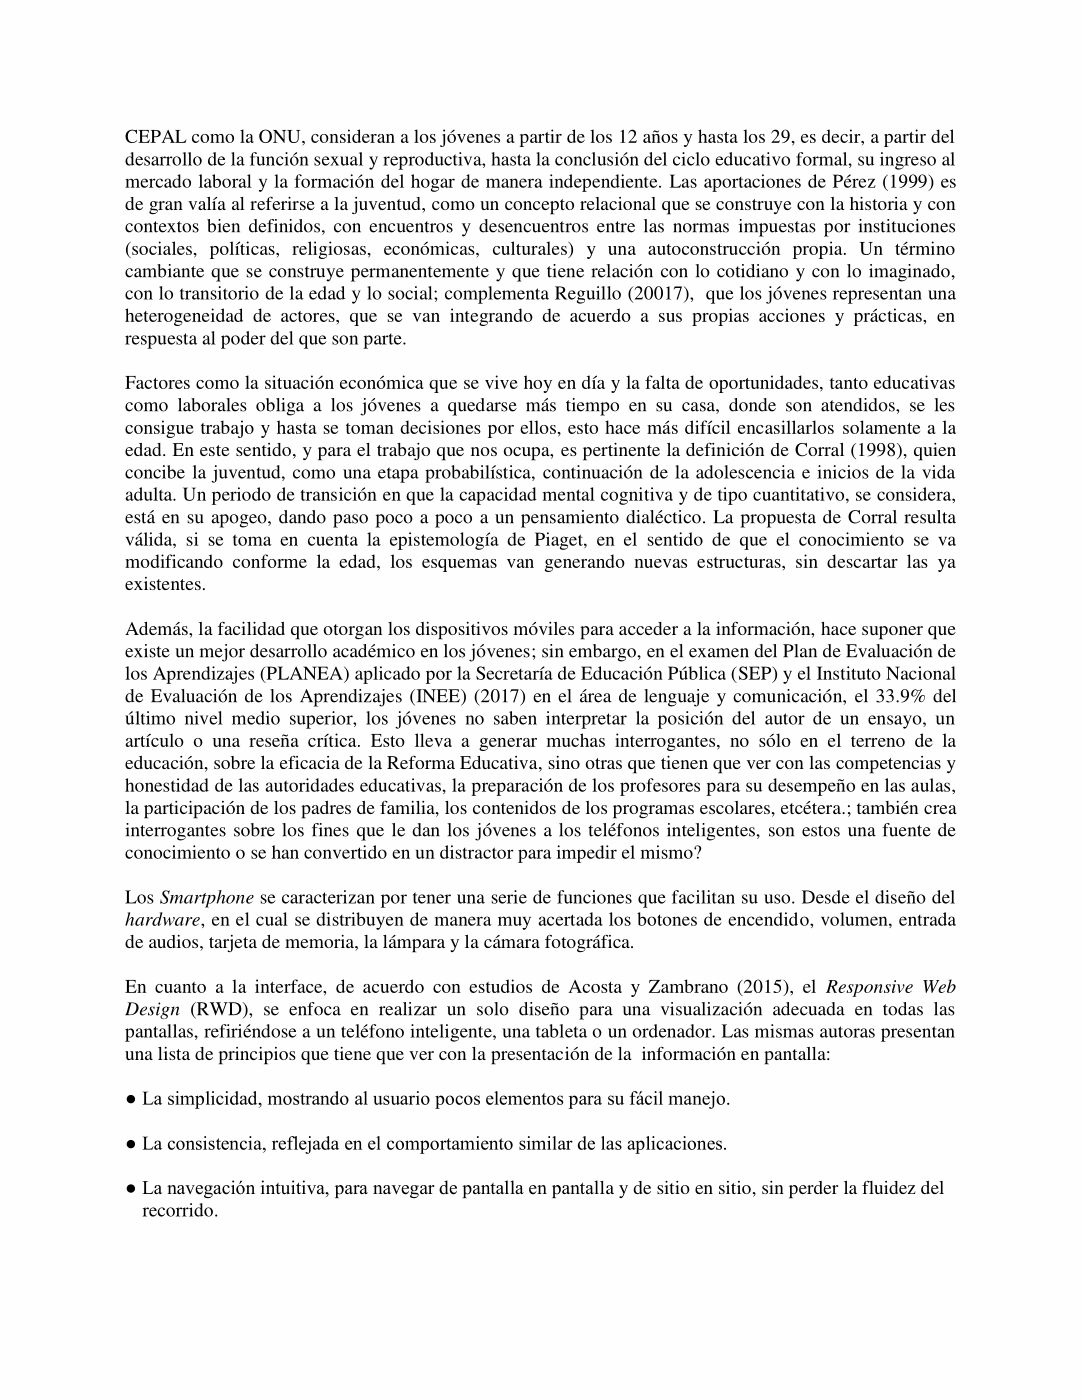 CEPAL como la ONU, consideran a los jóvenes a partir de los 12 años y hasta los 29, es decir, a partir del
desarrollo de la función sexual y reproductiva, hasta la conclusión del ciclo educativo formal, su ingreso al
mercado laboral y la formación del hogar de manera independiente. Las aportaciones de Pérez (1999) es
de gran valía al referirse a la juventud, como un concepto relacional que se construye con la historia y con
contextos bien definidos, con encuentros y desencuentros entre las normas impuestas por instituciones
(sociales, políticas, religiosas, económicas, culturales) y una autoconstrucción propia. Un término
cambiante que se construye permanentemente y que tiene relación con lo cotidiano y con lo imaginado,
con lo transitorio de la edad y lo social; complementa Reguillo (20017),  que los jóvenes representan una
heterogeneidad de actores, que se van integrando de acuerdo a sus propias acciones y prácticas, en
respuesta al poder del que son parte.
Factores como la situación económica que se vive hoy en día y la falta de oportunidades, tanto educativas
como laborales obliga a los jóvenes a quedarse más tiempo en su casa, donde son atendidos, se les
consigue trabajo y hasta se toman decisiones por ellos, esto hace más difícil encasillarlos solamente a la
edad. En este sentido, y para el trabajo que nos ocupa, es pertinente la definición de Corral (1998), quien
concibe la juventud, como una etapa probabilística, continuación de la adolescencia e inicios de la vida
adulta. Un periodo de transición en que la capacidad mental cognitiva y de tipo cuantitativo, se considera,
está en su apogeo, dando paso poco a poco a un pensamiento dialéctico. La propuesta de Corral resulta
válida, si se toma en cuenta la epistemología de Piaget, en el sentido de que el conocimiento se va
modificando conforme la edad, los esquemas van generando nuevas estructuras, sin descartar las ya
existentes.
Además, la facilidad que otorgan los dispositivos móviles para acceder a la información, hace suponer que
existe un mejor desarrollo académico en los jóvenes; sin embargo, en el examen del Plan de Evaluación de
los Aprendizajes (PLANEA) aplicado por la Secretaría de Educación Pública (SEP) y el Instituto Nacional
de Evaluación de los Aprendizajes (INEE) (2017) en el área de lenguaje y comunicación, el 33.9% del
último nivel medio superior, los jóvenes no saben interpretar la posición del autor de un ensayo, un
artículo o una reseña crítica. Esto lleva a generar muchas interrogantes, no sólo en el terreno de la
educación, sobre la eficacia de la Reforma Educativa, sino otras que tienen que ver con las competencias y
honestidad de las autoridades educativas, la preparación de los profesores para su desempeño en las aulas,
la participación de los padres de familia, los contenidos de los programas escolares, etcétera.; también crea
interrogantes sobre los fines que le dan los jóvenes a los teléfonos inteligentes, son estos una fuente de
conocimiento o se han convertido en un distractor para impedir el mismo?
Los Smartphone se caracterizan por tener una serie de funciones que facilitan su uso. Desde el diseño del
hardware, en el cual se distribuyen de manera muy acertada los botones de encendido, volumen, entrada
de audios, tarjeta de memoria, la lámpara y la cámara fotográfica.
En cuanto a la interface, de acuerdo con estudios de Acosta y Zambrano (2015), el Responsive Web
Design (RWD), se enfoca en realizar un solo diseño para una visualización adecuada en todas las
pantallas, refiriéndose a un teléfono inteligente, una tableta o un ordenador. Las mismas autoras presentan
una lista de principios que tiene que ver con la presentación de la  información en pantalla:
● La simplicidad, mostrando al usuario pocos elementos para su fácil manejo.
● La consistencia, reflejada en el comportamiento similar de las aplicaciones.
● La navegación intuitiva, para navegar de pantalla en pantalla y de sitio en sitio, sin perder la fluidez del
recorrido.